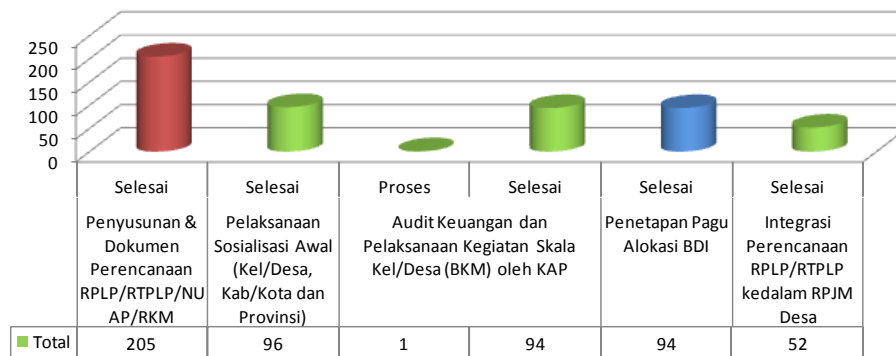 250
200
150
100
50
0
Selesai Selesai Proses Selesai Selesai Selesai
Penyusunan &
Dokumen
Perencanaan
RPLP/RTPLP/NU
AP/RKM
Pelaksanaan
Sosialisasi Awal
(Kel/Desa,
Kab/Kota dan
Provinsi)
Audit Keuangan dan
Pelaksanaan Kegiatan Skala
Kel/Desa (BKM) oleh KAP
Penetapan Pagu
Alokasi BDI
Integrasi
Perencanaan
RPLP/RTPLP
kedalam RPJM
Desa
Total 205 96 1 94 94 52